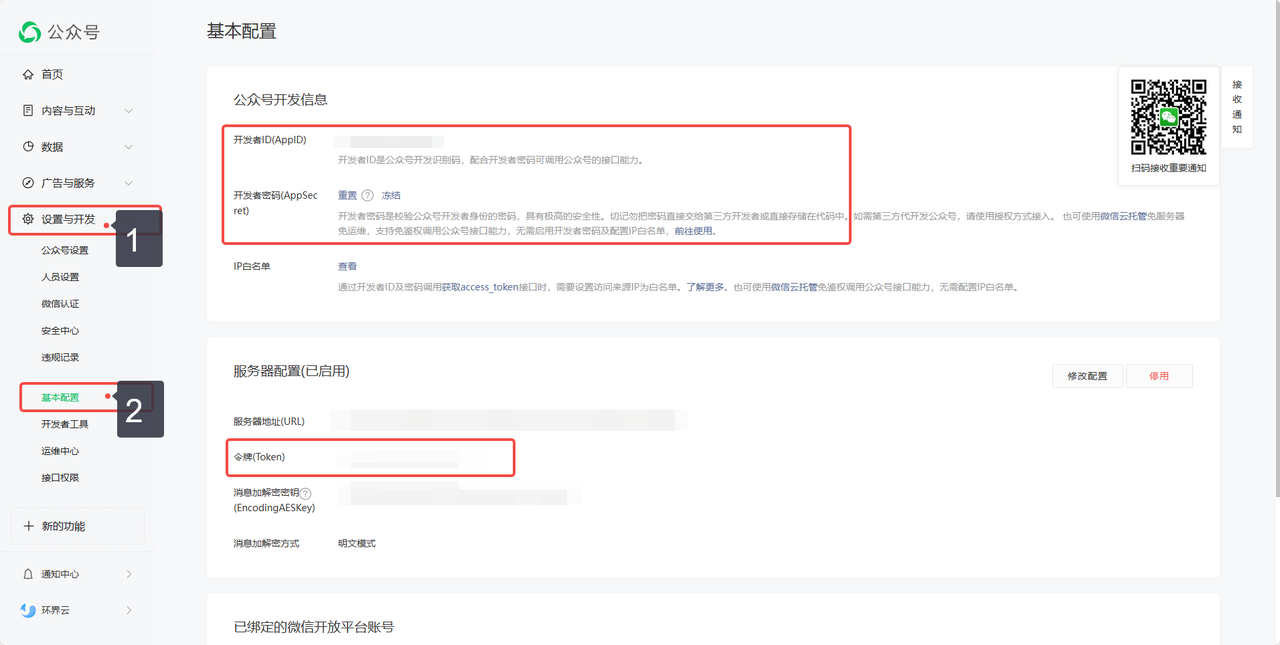 公众号
首页
内容与互动
数据
广告与服务
设置与开发
1
公众号设置
人员设置
微信认证
安全中心
违规记录
基本配置
2
开发者工具
运维中心
接口权限
新的功能
通知中心
环界云
基本配置
公众号开发信息
开发者ID(AppID)
开发者ID是公众号开发识别码，配合开发者密码可调用公众号的接口能力。
开发者密码(AppSec
ret)
重置 ? 冻结
开发者密码是校验公众号开发者身份的密码，具有极高的安全性。切记勿把密码直接交给第三方开发者或直接存储在代码中。如需第三方代开发公众号，请使用授权方式接入。 也可使用微信云托管免服务器
免运维，支持免鉴权调用公众号接口能力，无需启用开发者密码及配置IP白名单，前往使用。
IP白名单
查看
通过开发者ID及密码调用获取access_token接口时，需要设置访问来源IP为白名单。了解更多。也可使用微信云托管免鉴权调用公众号接口能力，无需配置IP白名单。
扫码接收重要通知
接
收
通
知
服务器配置(已启用)
修改配置
停用
服务器地址(URL)
令牌(Token)
消息加解密密钥?
(EncodingAESKey)
消息加解密方式
明文模式
已绑定的微信开放平台账号